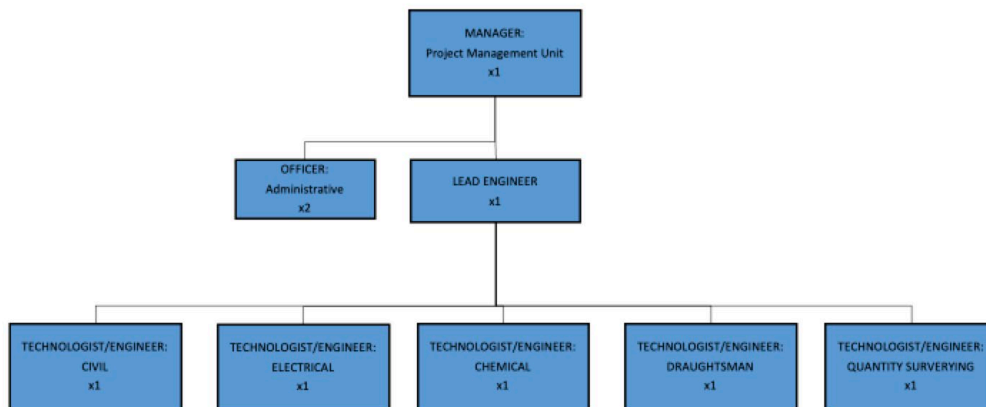 MANAGER:
Project Management Unit
x1
OFFICER:
Administrative
x2
LEAD ENGINEER
x1
TECHNOLOGIST/ENGINEER:
CIVIL
x1
TECHNOLOGIST/ENGINEER:
ELECTRICAL
x1
TECHNOLOGIST/ENGINEER:
CHEMICAL
x1
TECHNOLOGIST/ENGINEER:
DRAUGHTSMAN
x1
TECHNOLOGIST/ENGINEER:
QUANTITY SURVERYING
x1